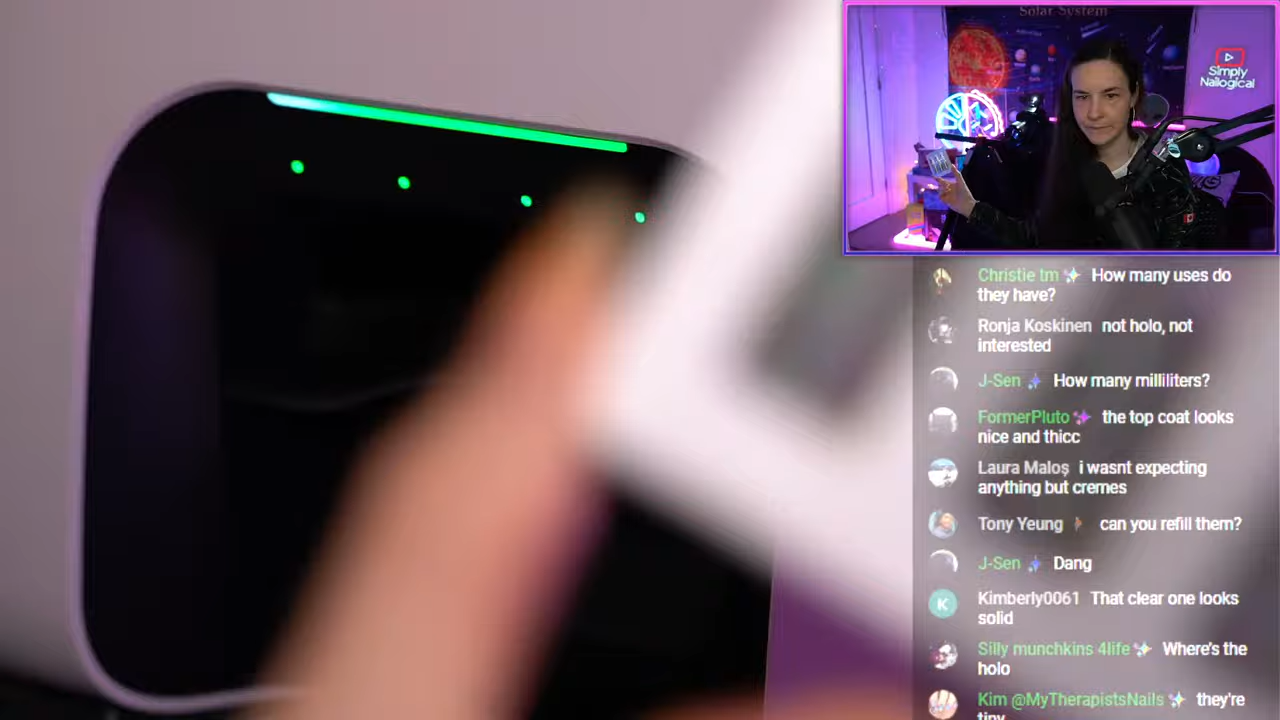 Solar System
Simply
Nailogical
Christie tm How many uses do
they have?
Ronja Koskinen not holo, not
interested
J-Sen How many milliliters?
FormerPluto the top coat looks
nice and thicc
Laura Maloș i wasnt expecting
anything but cremes
Tony Yeung can you refill them?
J-Sen Dang
K Kimberly0061 That clear one looks
solid
Silly munchkins 4life Where's the
holo
Kim @MyTherapistsNails they're
tiny